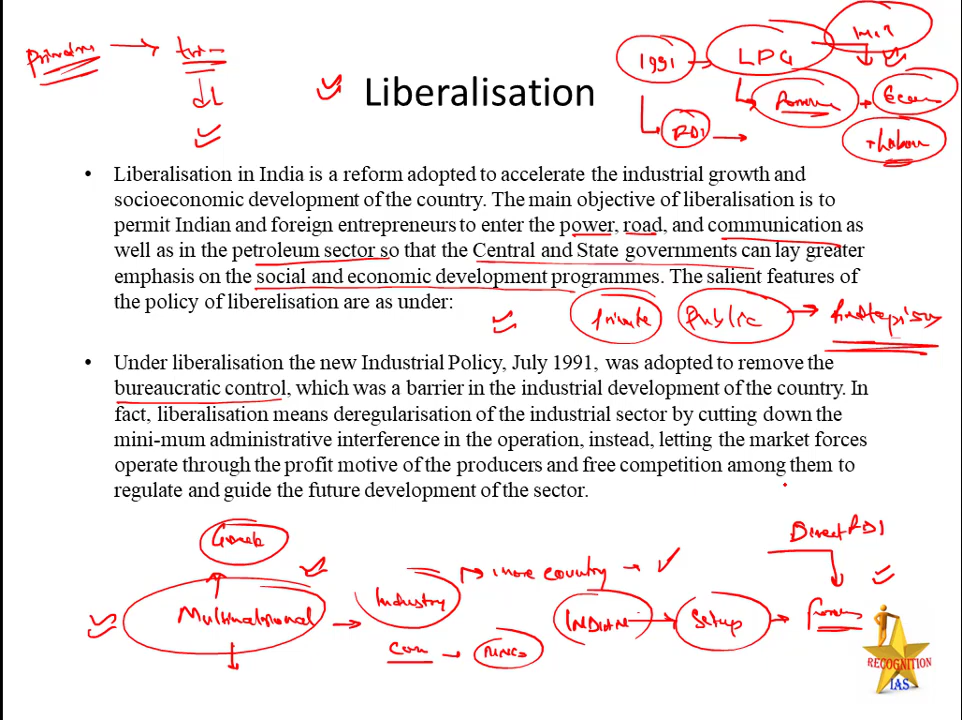 1991
LPG
Liberalisation
FDI
+Labour
• Liberalisation in India is a reform adopted to accelerate the industrial growth and
socioeconomic development of the country. The main objective of liberalisation is to
permit Indian and foreign entrepreneurs to enter the power, road, and communication as
well as in the petroleum sector so that the Central and State governments can lay greater
emphasis on the social and economic development programmes. The salient features of
the policy of liberelisation are as under:
Private Public
• Under liberalisation the new Industrial Policy, July 1991, was adopted to remove the
bureaucratic control, which was a barrier in the industrial development of the country. In
fact, liberalisation means deregularisation of the industrial sector by cutting down the
mini-mum administrative interference in the operation, instead, letting the market forces
operate through the profit motive of the producers and free competition among them to
regulate and guide the future development of the sector.
Direct FDI
more country
Multinational Industry INDIAN Setup
Com MNCs
RECOGNITION
IAS